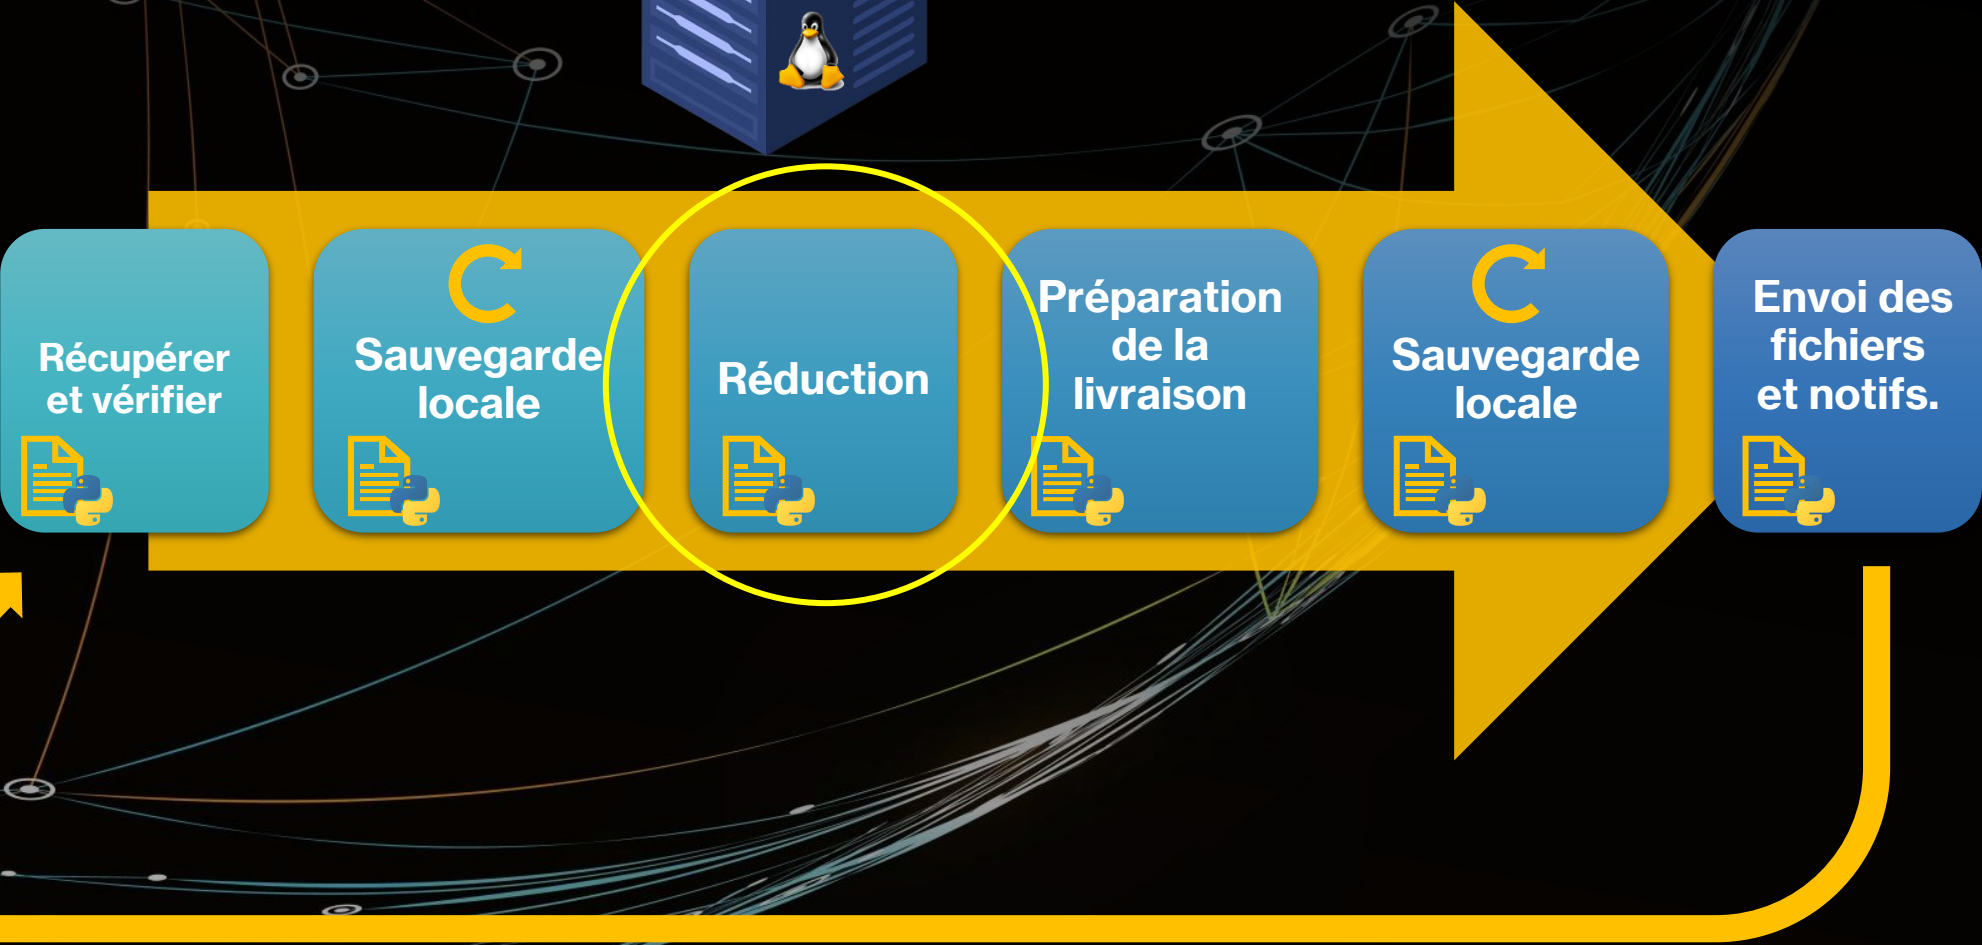 Récupérer
et vérifier
Sauvegarde
locale
Réduction
Préparation
de la
livraison
Sauvegarde
locale
Envoi des
fichiers
et notifs.